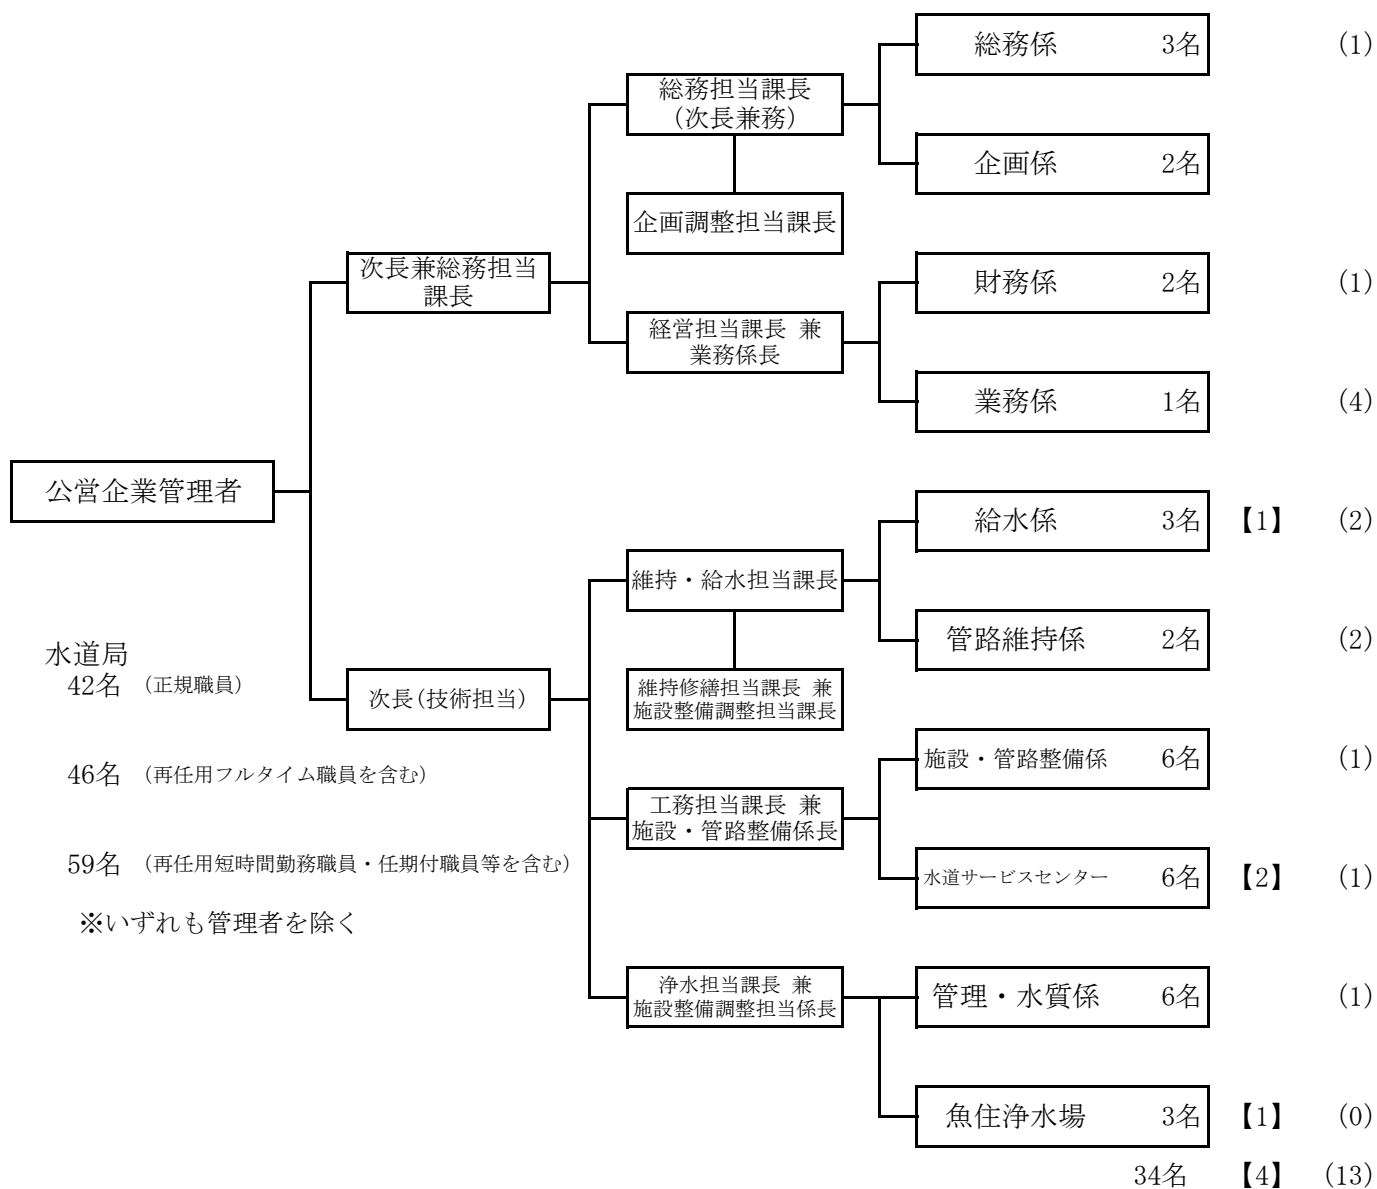 総務係 3名 (1)
総務担当課長
(次長兼務)
企画係 2名
企画調整担当課長
次長兼総務担当
課長
財務係 2名 (1)
経営担当課長 兼
業務係長
業務係 1名 (4)
公営企業管理者
給水係 3名 【1】 (2)
維持・給水担当課長
管路維持係 2名 (2)
水道局
42名 (正規職員)
次長(技術担当)
維持修繕担当課長 兼
施設整備調整担当課長
施設・管路整備係 6名 (1)
46名 (再任用フルタイム職員を含む)
工務担当課長 兼
施設・管路整備係長
59名 (再任用短時間勤務職員・任期付職員等を含む)
水道サービスセンター 6名 【2】 (1)
※いずれも管理者を除く
浄水担当課長 兼
施設整備調整担当係長
管理・水質係 6名 (1)
魚住浄水場 3名 【1】 (0)
34名 【4】 (13)